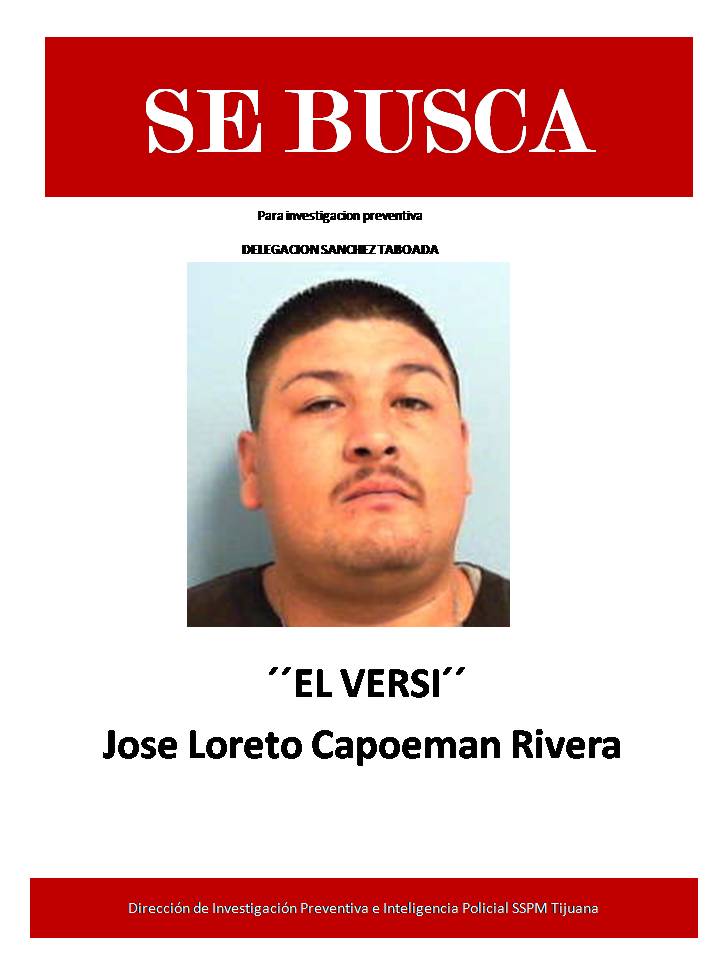 SE BUSCA
Para investigacion preventiva
DELEGACION SANCHEZ TABOADA
´´EL VERSI´´
Jose Loreto Capoeman Rivera
Dirección de Investigación Preventiva e Inteligencia Policial SSPM Tijuana